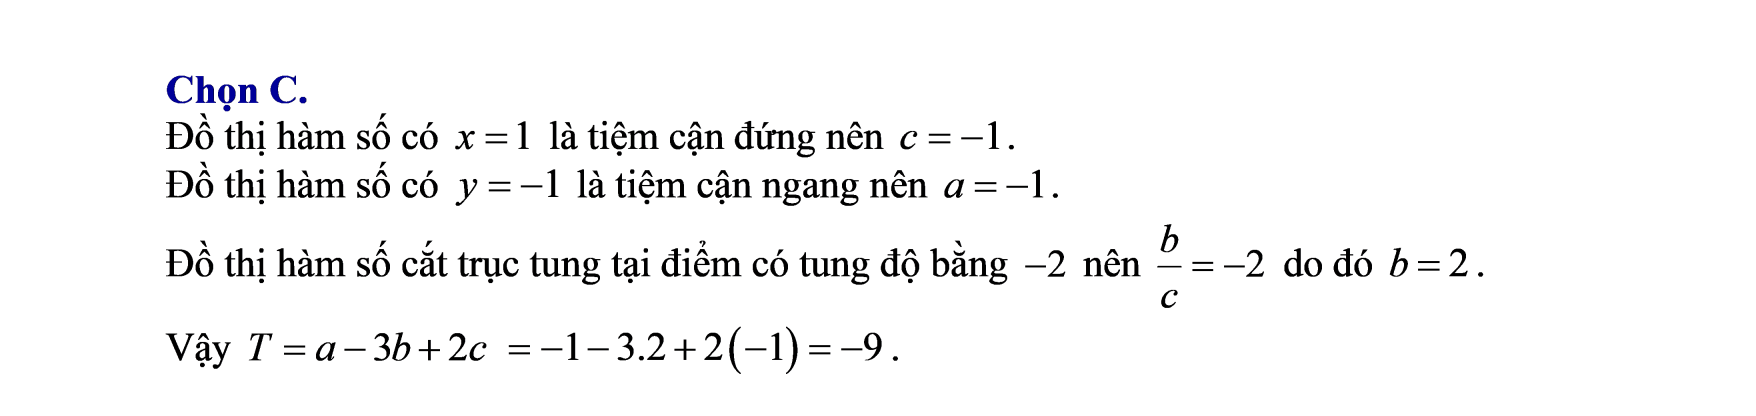 Chọn C.
Đồ thị hàm số có x = 1 là tiệm cận đứng nên c = −1.
Đồ thị hàm số có y = −1 là tiệm cận ngang nên a = −1.
Đồ thị hàm số cắt trục tung tại điểm có tung độ bằng −2 nên b/c = −2 do đó b = 2.
Vậy T = a − 3b + 2c = −1 − 3.2 + 2(−1) = −9.